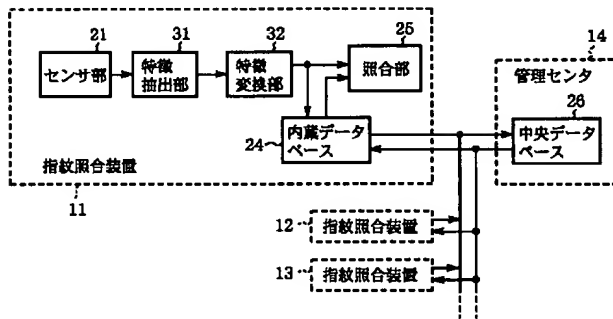 21
31
32
25
14
センサ部
特徴
抽出部
特徴
変換部
照合部
管理センタ
26
24
内蔵データ
ベース
中央データ
ベース
指紋照合装置
11
12
指紋照合装置
13
指紋照合装置